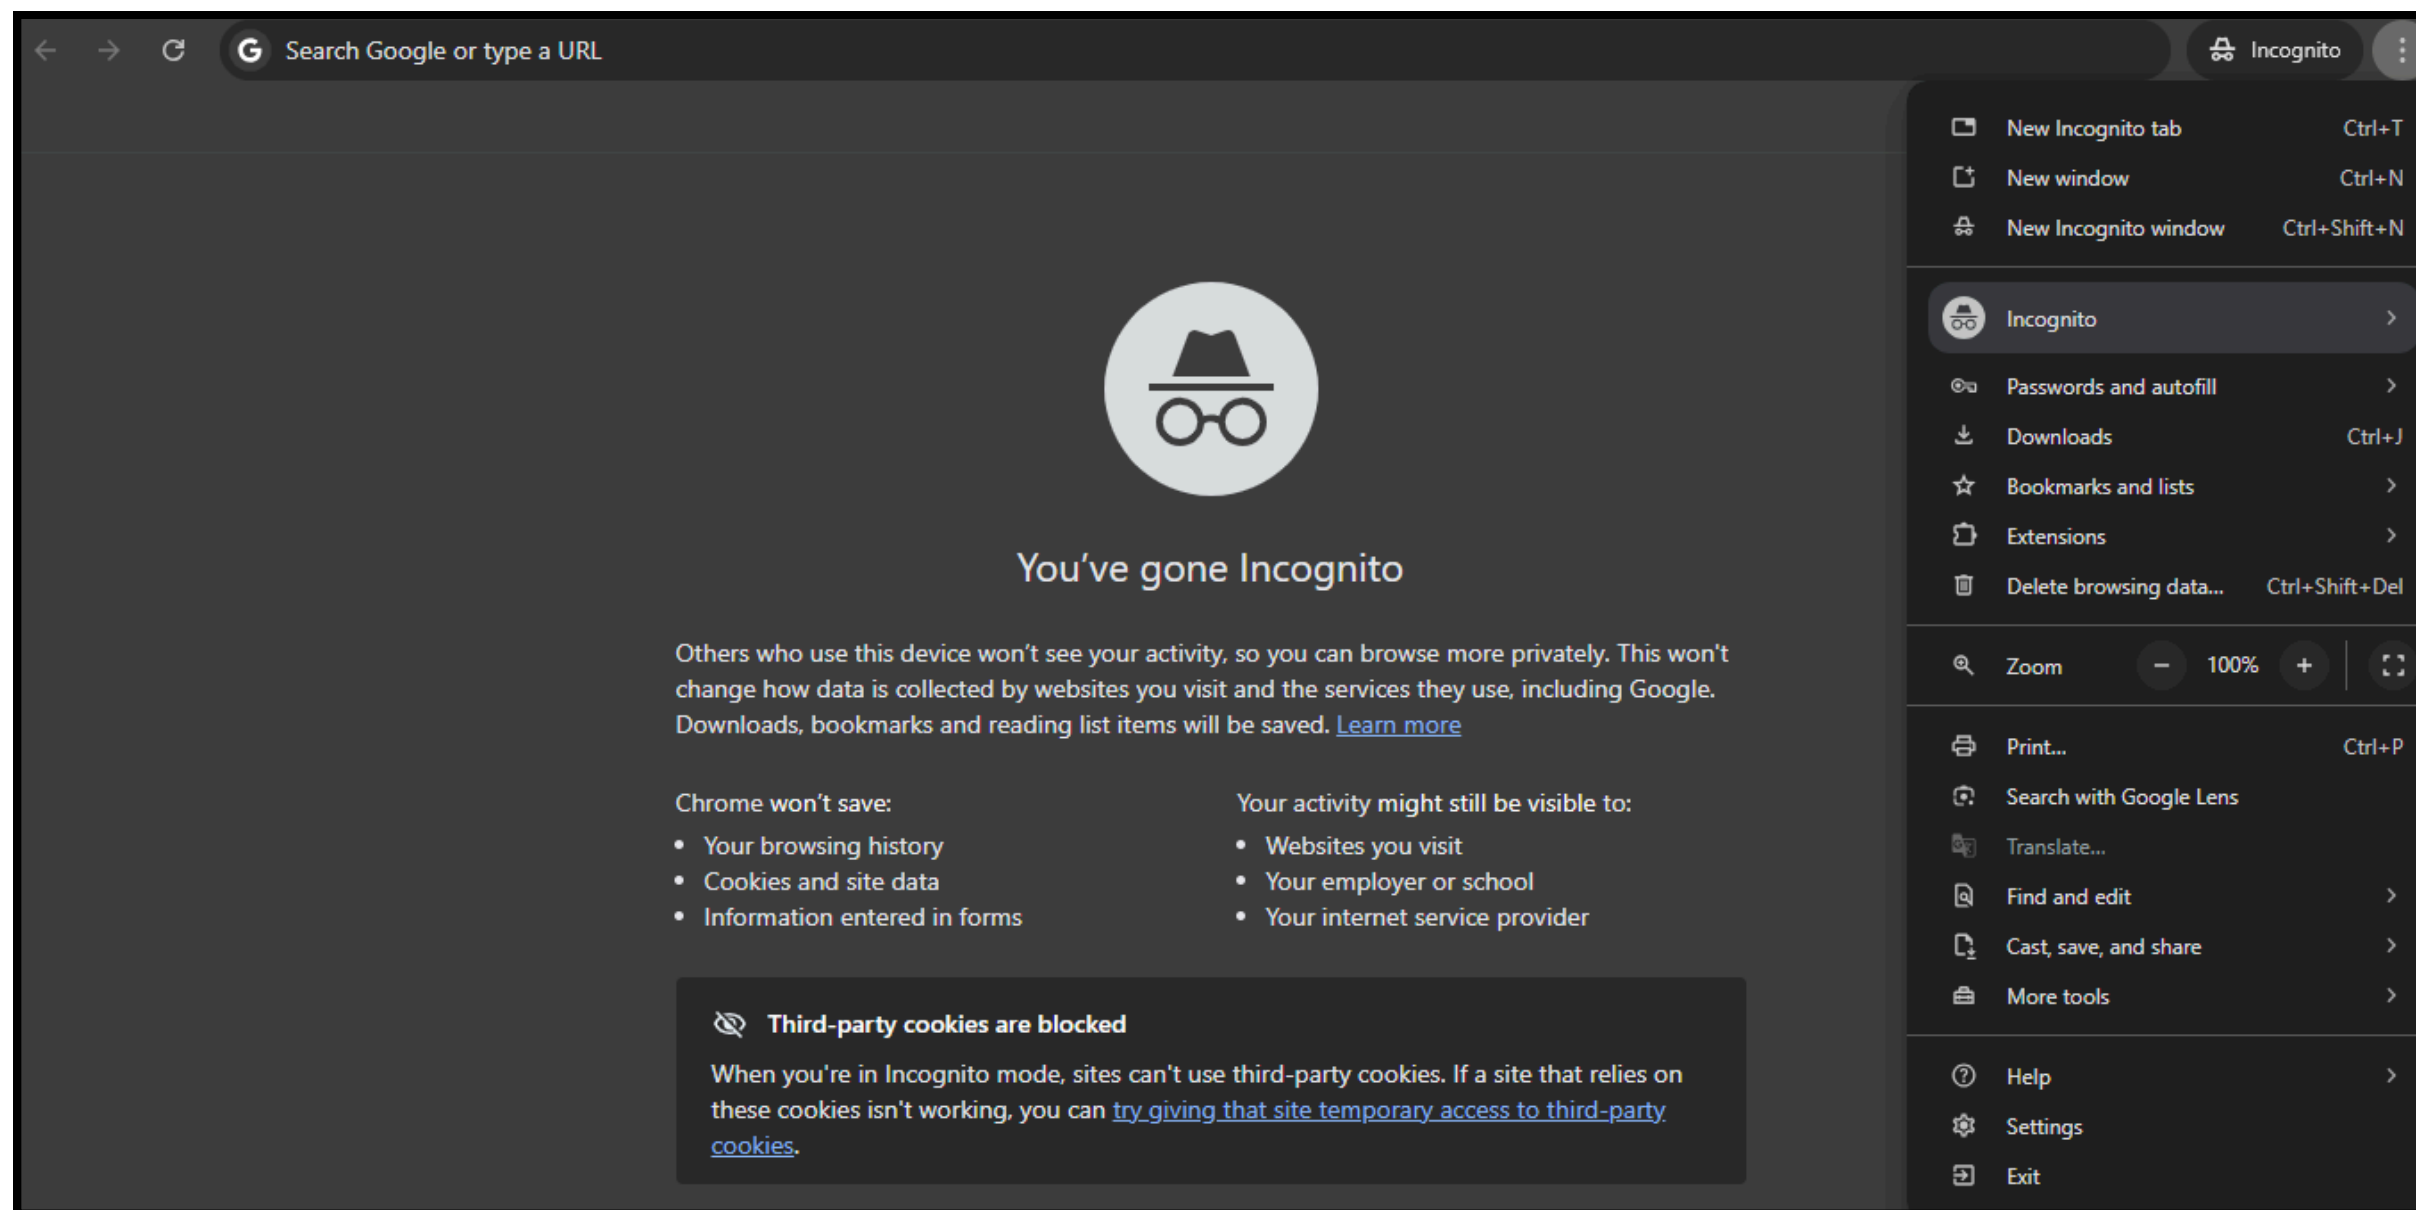 G Search Google or type a URL
Incognito
New Incognito tab Ctrl+T
New window Ctrl+N
New Incognito window Ctrl+Shift+N
Incognito
Passwords and autofill
Downloads Ctrl+J
Bookmarks and lists
Extensions
Delete browsing data... Ctrl+Shift+Del
Zoom − 100% +
Print... Ctrl+P
Search with Google Lens
Translate...
Find and edit
Cast, save, and share
More tools
Help
Settings
Exit
You’ve gone Incognito
Others who use this device won’t see your activity, so you can browse more privately. This won't
change how data is collected by websites you visit and the services they use, including Google.
Downloads, bookmarks and reading list items will be saved. Learn more
Chrome won’t save:
• Your browsing history
• Cookies and site data
• Information entered in forms
Your activity might still be visible to:
• Websites you visit
• Your employer or school
• Your internet service provider
Third-party cookies are blocked
When you're in Incognito mode, sites can't use third-party cookies. If a site that relies on
these cookies isn't working, you can try giving that site temporary access to third-party
cookies.